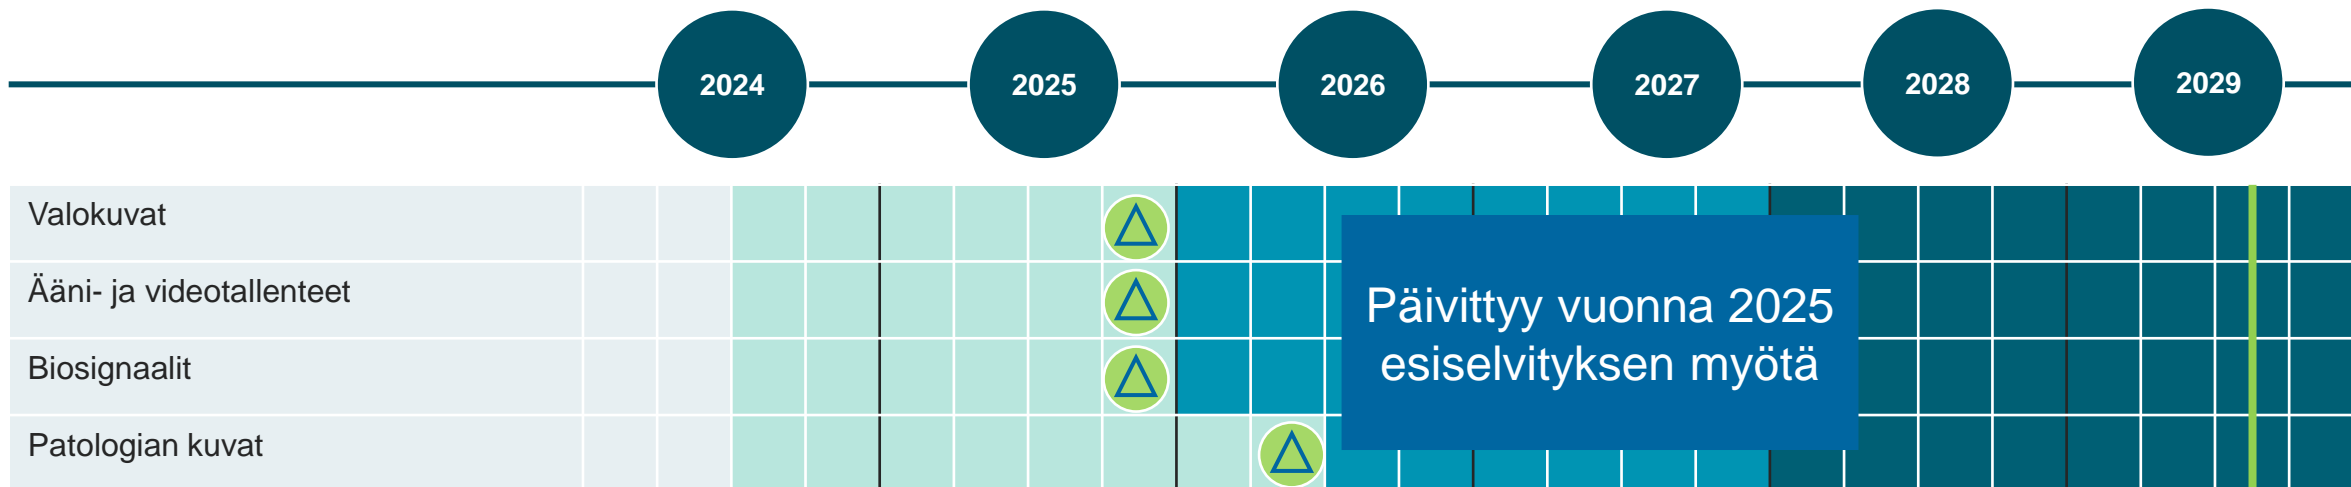 2024
2025
2026
2027
2028
2029
Valokuvat
Ääni- ja videotallenteet
Biosignaalit
Patologian kuvat
Päivittyy vuonna 2025
esiselvityksen myötä